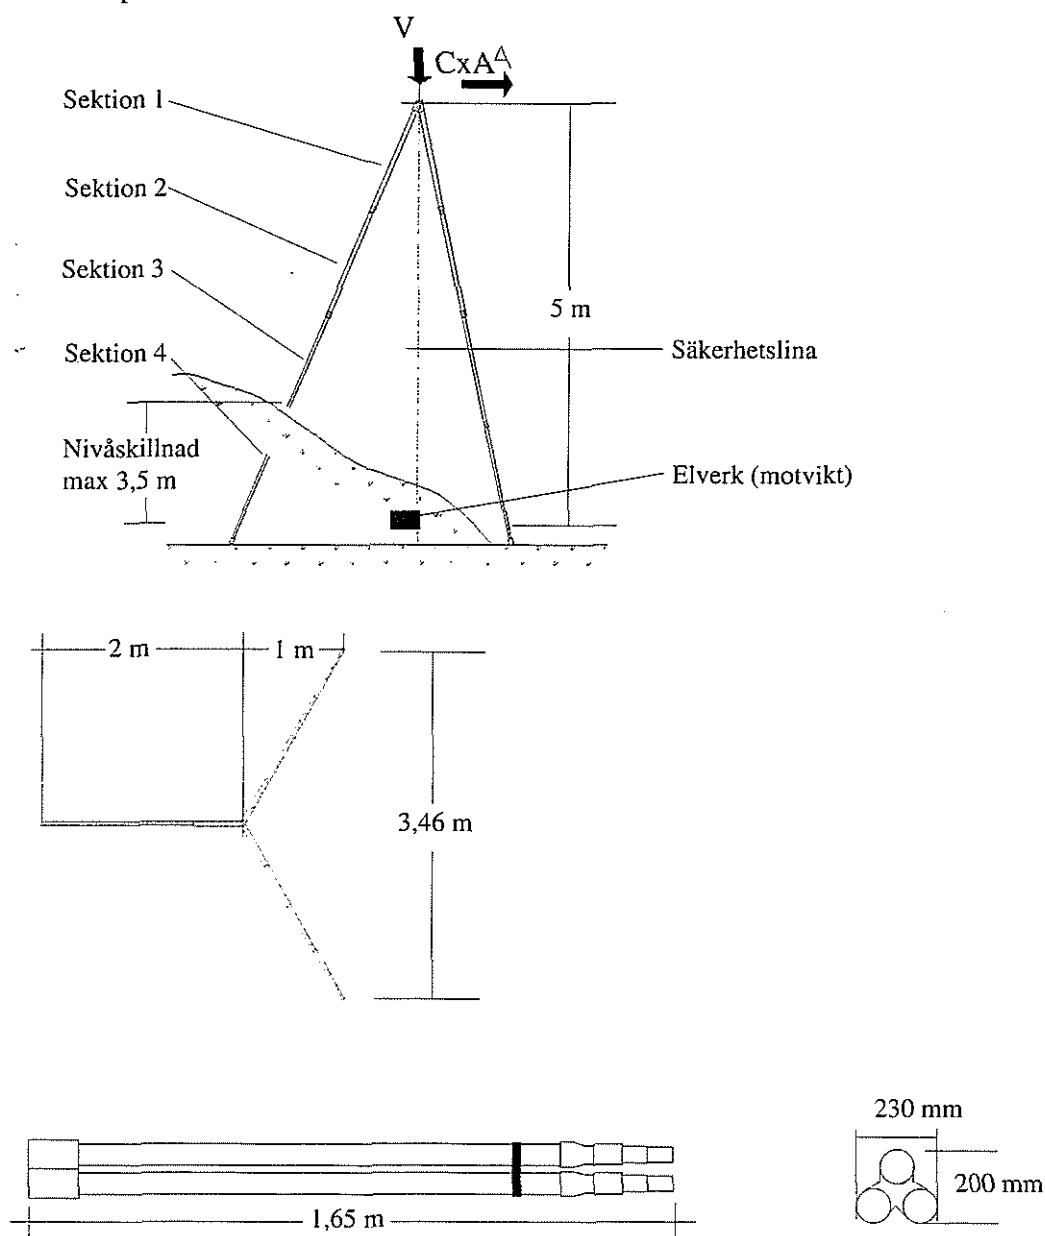 V
CxA
Sektion 1
Sektion 2
Sektion 3
5 m
Sektion 4
Säkerhetslina
Nivåskillnad
max 3,5 m
Elverk (motvikt)
2 m
1 m
3,46 m
230 mm
200 mm
1,65 m